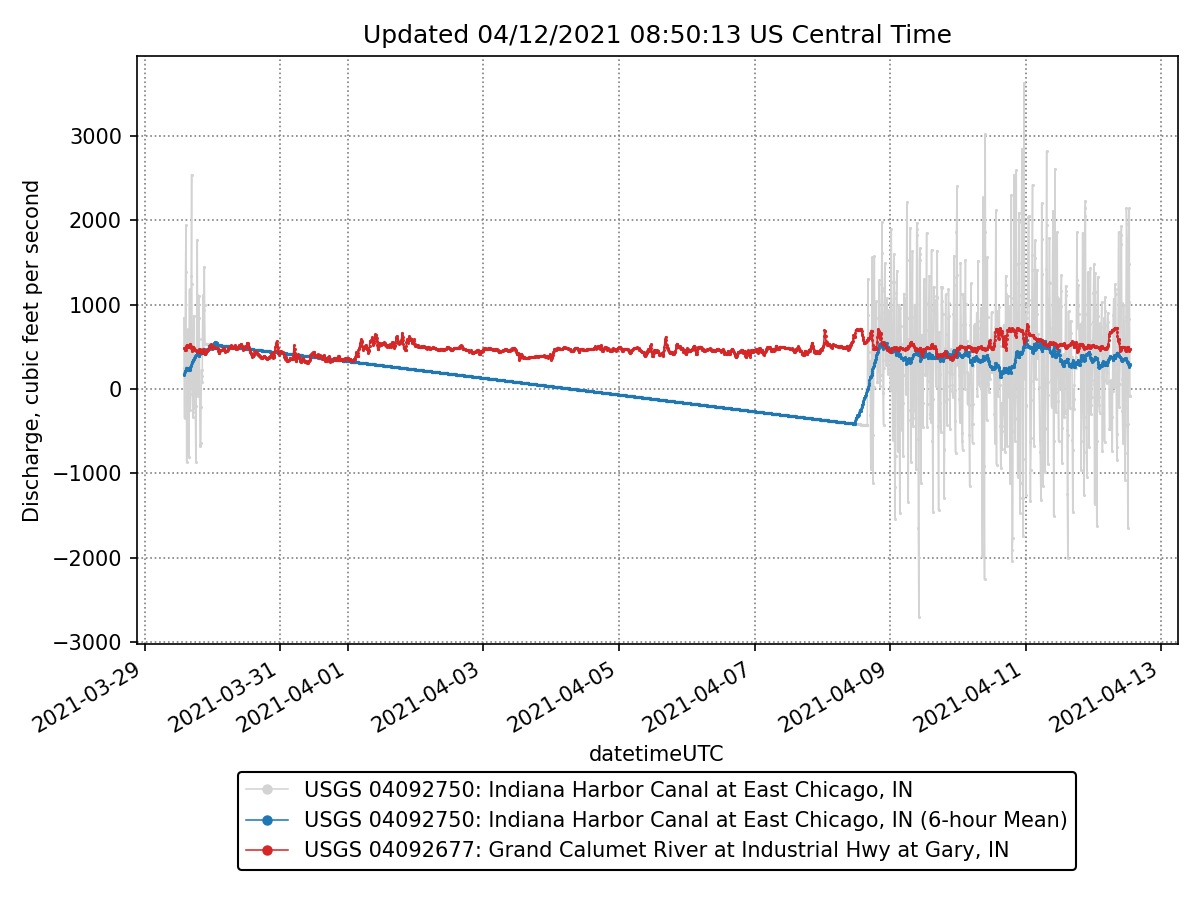 Updated 04/12/2021 08:50:13 US Central Time
Discharge, cubic feet per second
3000
2000
1000
0
−1000
−2000
−3000
2021-03-29
2021-03-31
2021-04-01
2021-04-03
2021-04-05
2021-04-07
2021-04-09
2021-04-11
2021-04-13
datetimeUTC
USGS 04092750: Indiana Harbor Canal at East Chicago, IN
USGS 04092750: Indiana Harbor Canal at East Chicago, IN (6-hour Mean)
USGS 04092677: Grand Calumet River at Industrial Hwy at Gary, IN